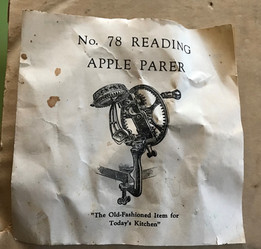 No. 78 READING
APPLE PARER
"The Old-Fashioned Item for
Today's Kitchen"